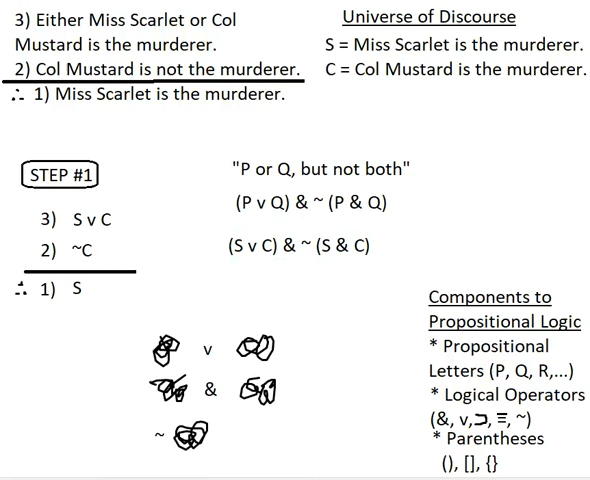 3) Either Miss Scarlet or Col
Mustard is the murderer.
2) Col Mustard is not the murderer.
∴ 1) Miss Scarlet is the murderer.
Universe of Discourse
S = Miss Scarlet is the murderer.
C = Col Mustard is the murderer.
STEP #1
3) S v C
2) ~C
∴ 1) S
"P or Q, but not both"
(P v Q) & ~ (P & Q)
(S v C) & ~ (S & C)
v
&
~
Components to
Propositional Logic
* Propositional
Letters (P, Q, R,...)
* Logical Operators
(&, v,⊃, ≡, ~)
* Parentheses
(), [], {}